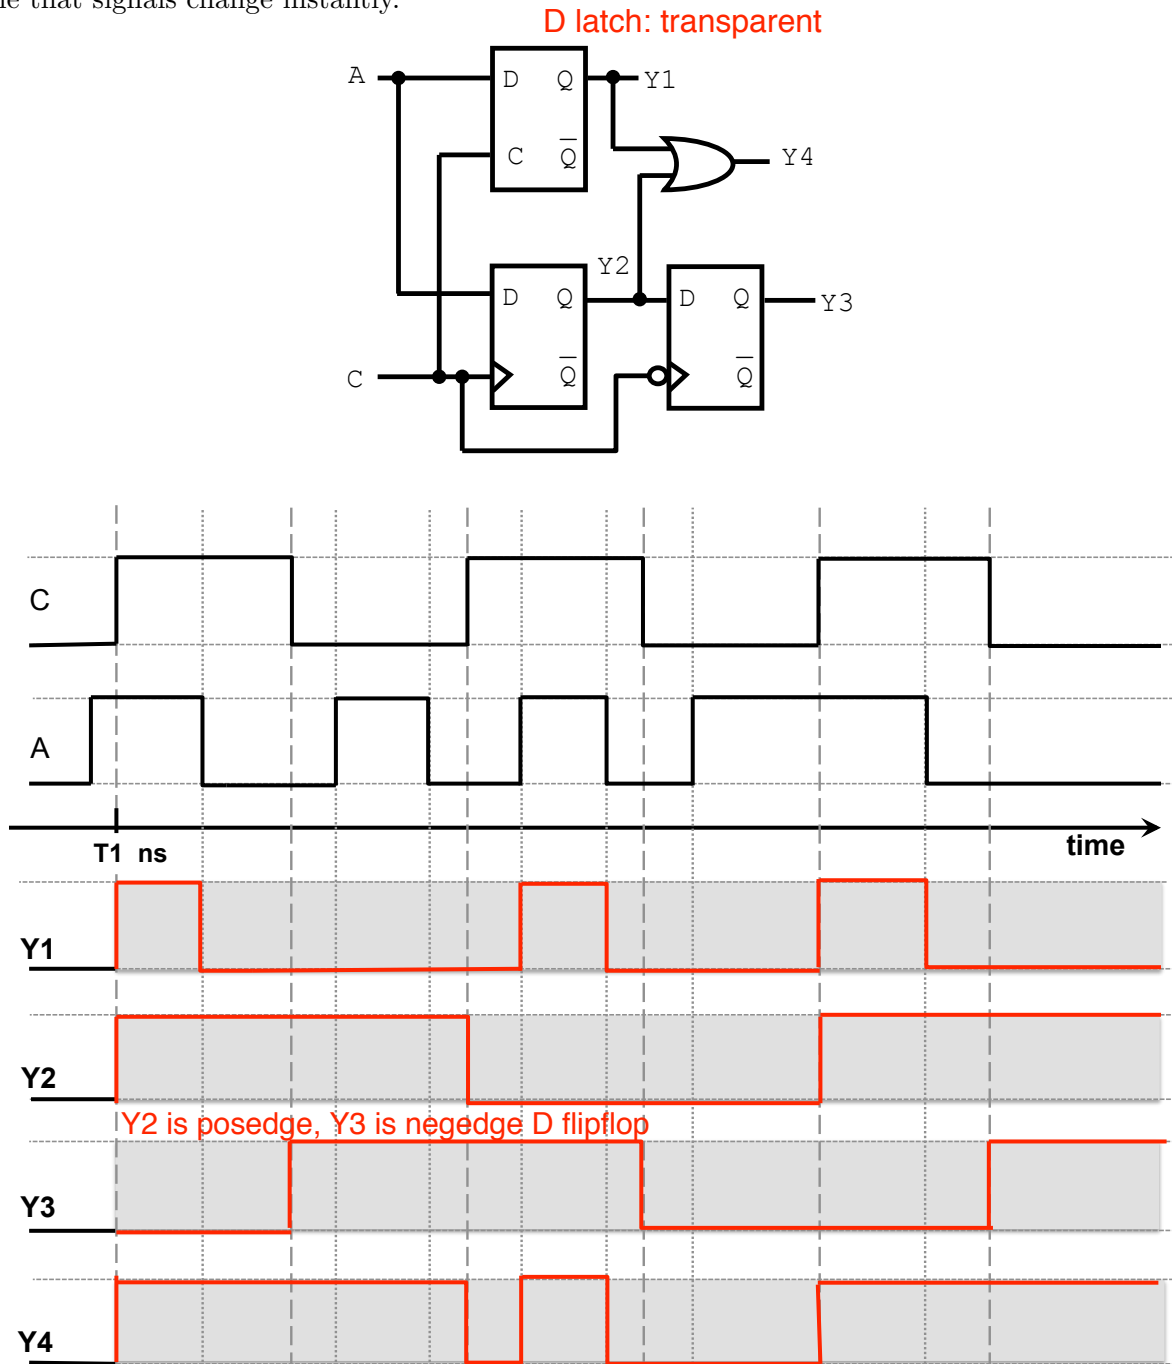 e that signals change instantly.
D latch: transparent
A
D Q
Y1
C Q
Y4
Y2
D Q
D Q
Y3
C
Q
Q
C
A
T1 ns
time
Y1
Y2
Y2 is posedge, Y3 is negedge D flipflop
Y3
Y4